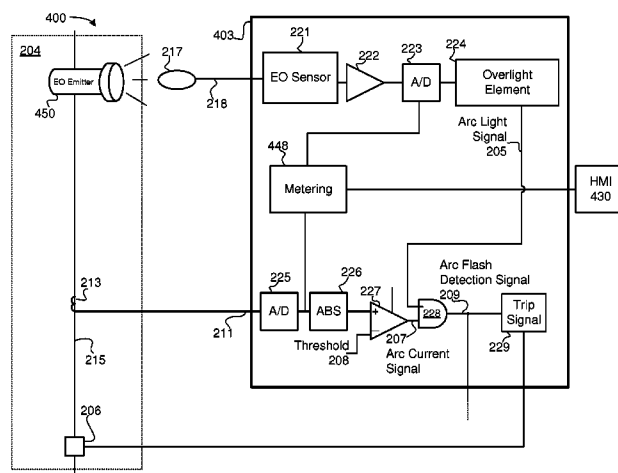 400
403
204
EO Emitter
450
217
218
221
EO Sensor
222
223
A/D
224
Overlight
Element
Arc Light
Signal
205
448
Metering
HMI
430
213
211
225
A/D
226
ABS
227
+
–
Threshold
208
207
Arc Current
Signal
228
Arc Flash
Detection Signal
209
Trip
Signal
229
215
206